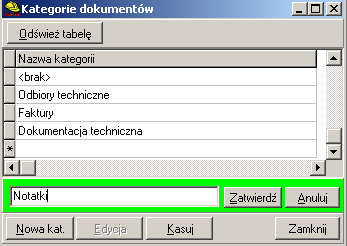 Kategorie dokumentów
Odśwież tabelę
Nazwa kategorii
<brak>
Odbiory techniczne
Faktury
Dokumentacja techniczna
*
Notatki
Zatwierdź
Anuluj
Nowa kat.
Edycja
Kasuj
Zamknij